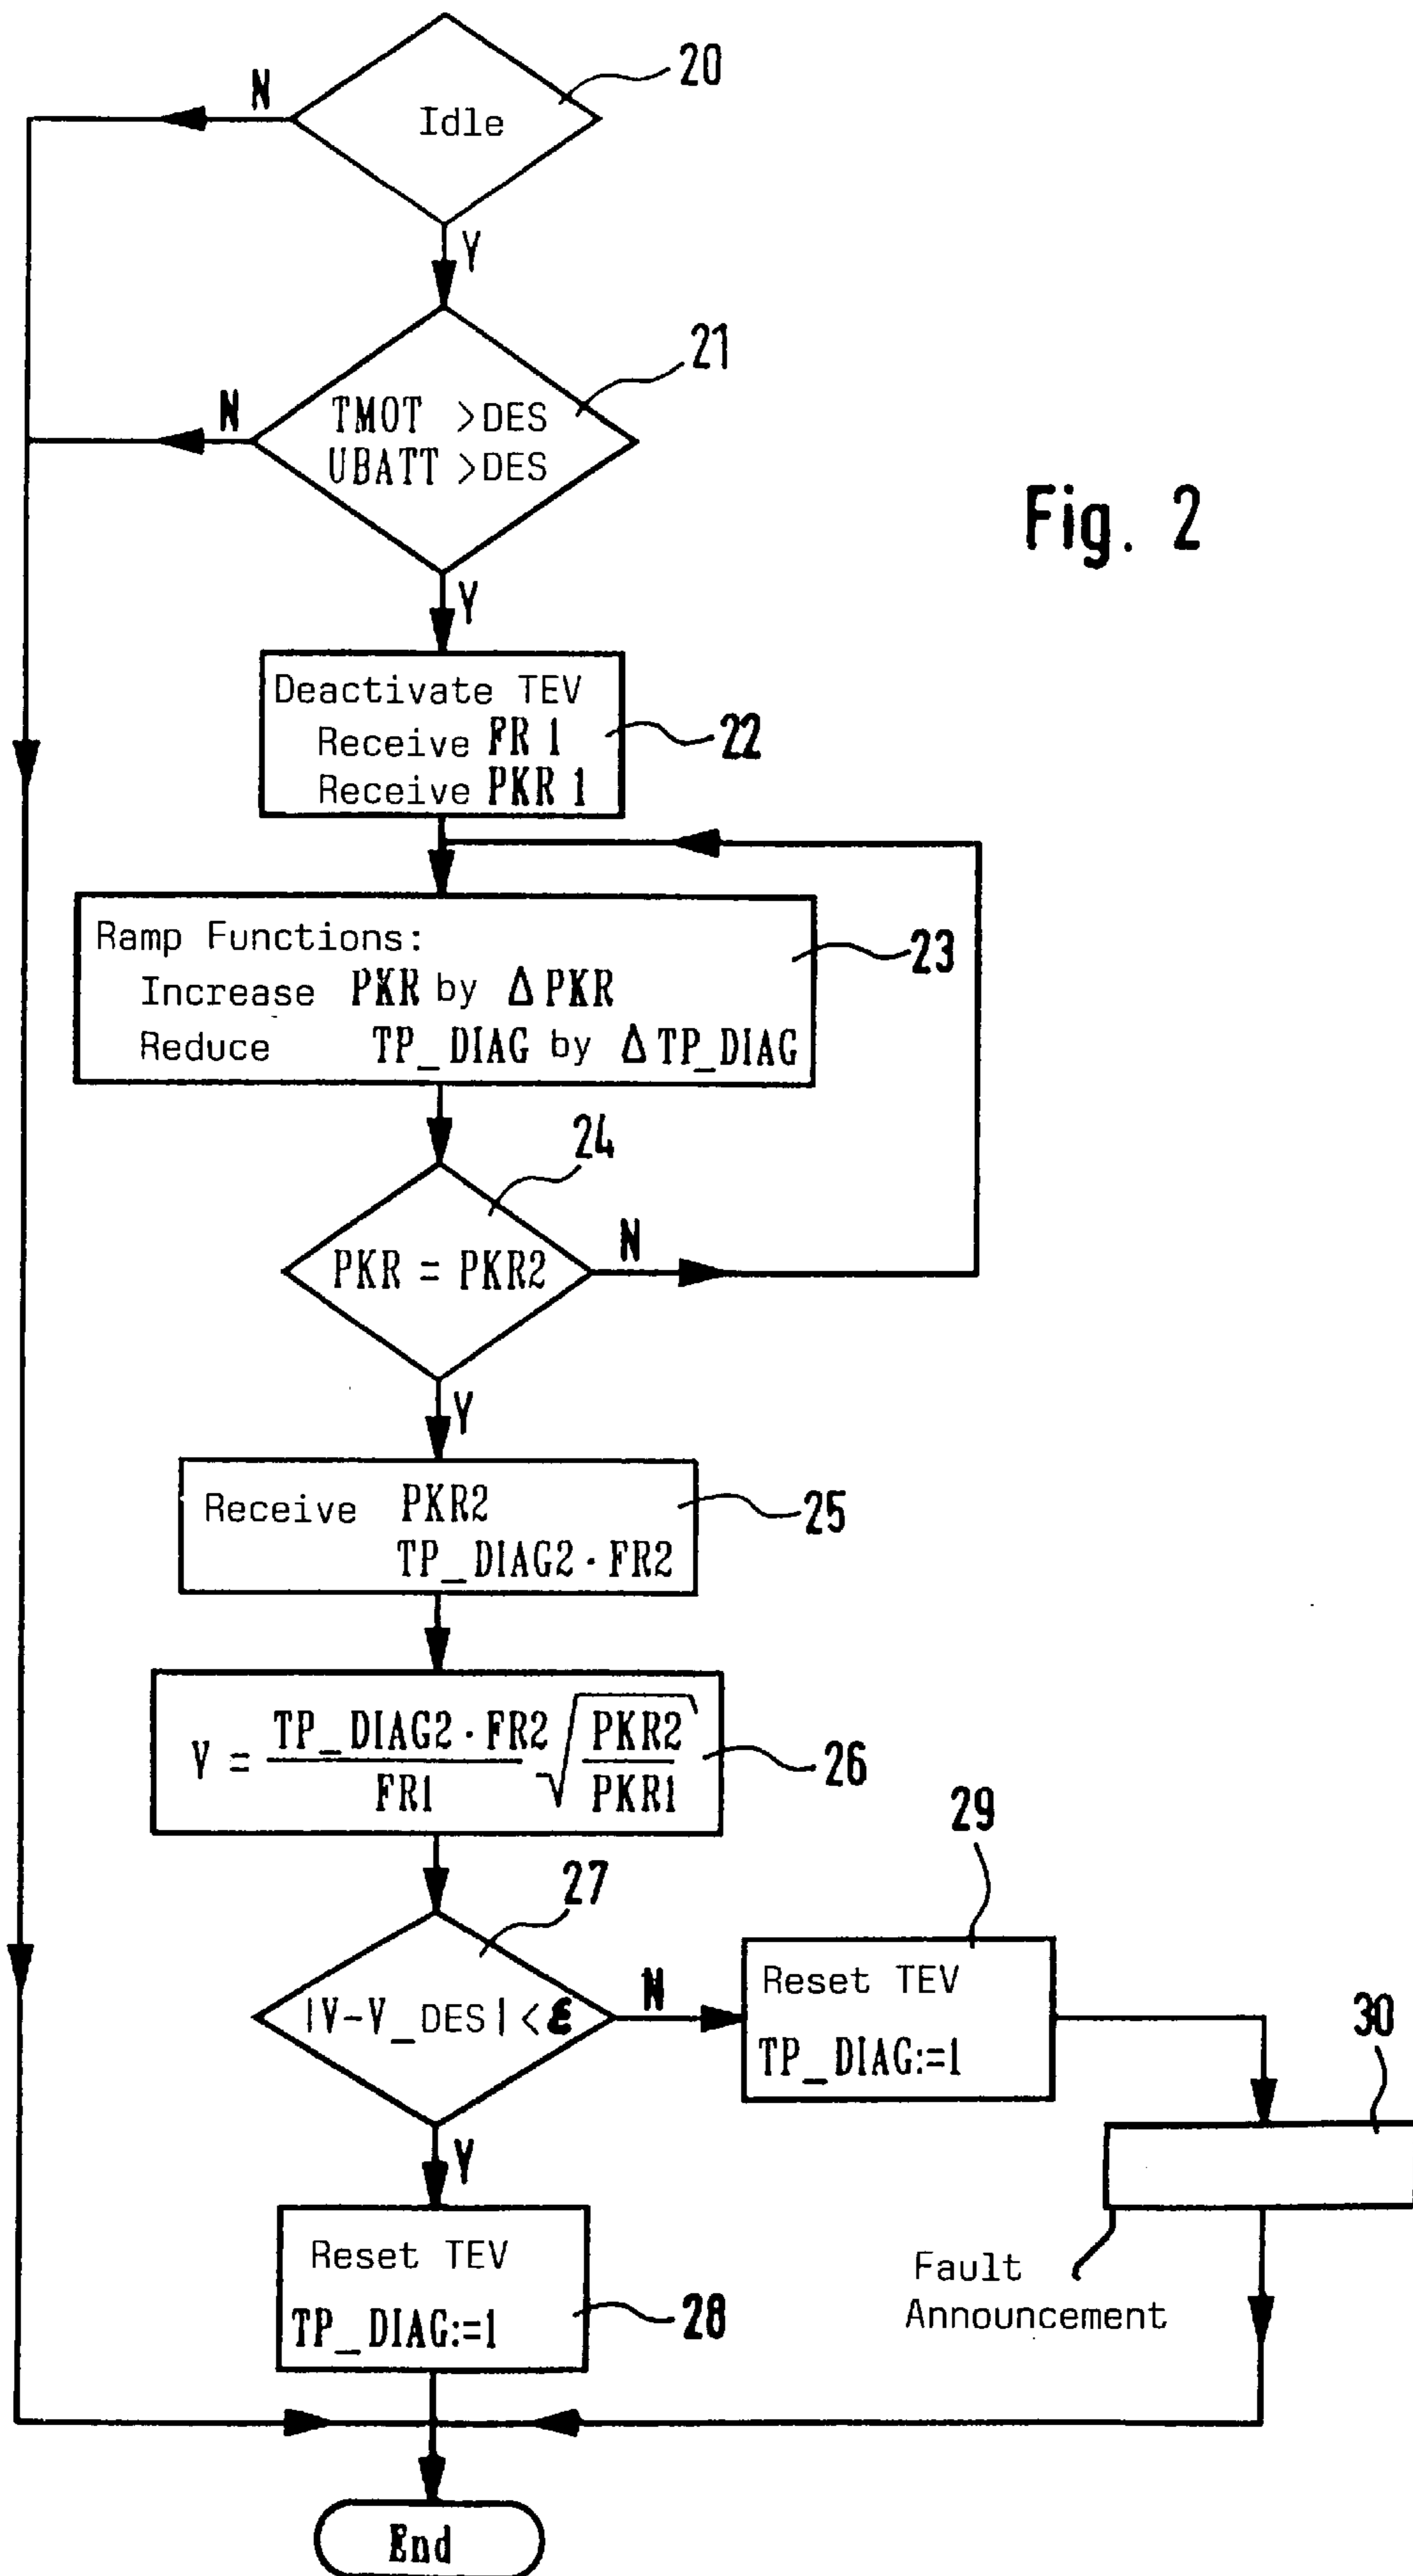 20
N
Idle
Y
21
N
TMOT >DES
UBATT >DES
Fig. 2
Y
Deactivate TEV
Receive FR 1
Receive PKR 1
22
Ramp Functions:
Increase PKR by Δ PKR
Reduce TP_DIAG by Δ TP_DIAG
23
24
PKR = PKR2
N
Y
Receive PKR2
TP_DIAG2 · FR2
25
V = TP_DIAG2 · FR2 / FR1 √ PKR2 / PKR1
26
27
29
|V-V_DES| < ε
N
Reset TEV
TP_DIAG:=1
30
Y
Reset TEV
TP_DIAG:=1
28
Fault
Announcement
End